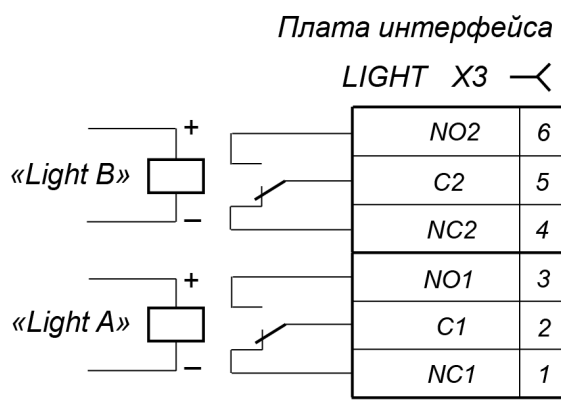 Плата интерфейса
LIGHT X3
+ NO2 6
«Light B» C2 5
– NC2 4
+ NO1 3
«Light A» C1 2
– NC1 1